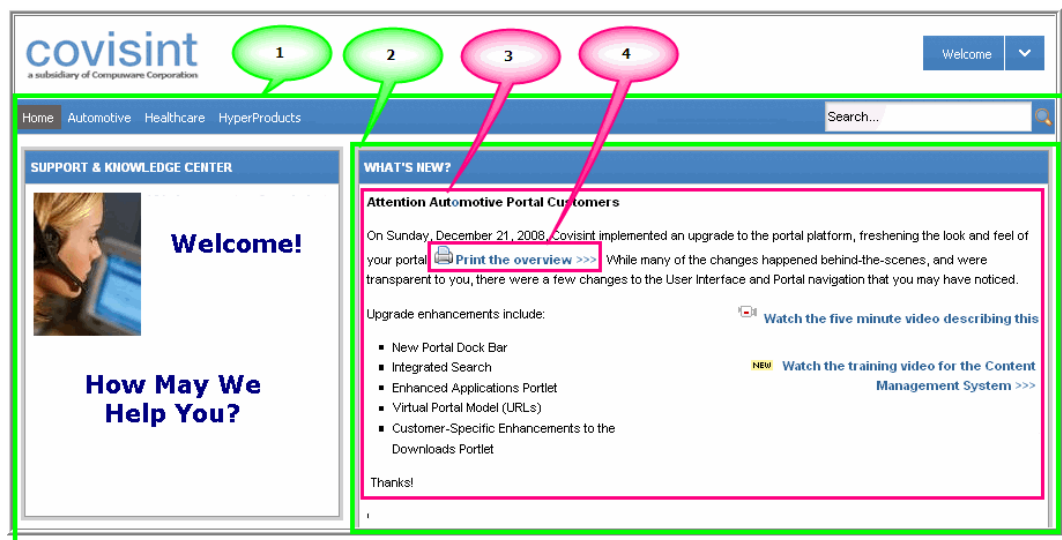 covisint
a subsidiary of Compuware Corporation
1
2
3
4
Welcome
Home Automotive Healthcare HyperProducts
Search...
SUPPORT & KNOWLEDGE CENTER
Welcome!
How May We
Help You?
WHAT'S NEW?
Attention Automotive Portal Customers
On Sunday, December 21, 2008, Covisint implemented an upgrade to the portal platform, freshening the look and feel of
your portal Print the overview >>> While many of the changes happened behind-the-scenes, and were
transparent to you, there were a few changes to the User Interface and Portal navigation that you may have noticed.
Upgrade enhancements include:
Watch the five minute video describing this
▪ New Portal Dock Bar
▪ Integrated Search
▪ Enhanced Applications Portlet
▪ Virtual Portal Model (URLs)
▪ Customer-Specific Enhancements to the
Downloads Portlet
NEW Watch the training video for the Content
Management System >>>
Thanks!